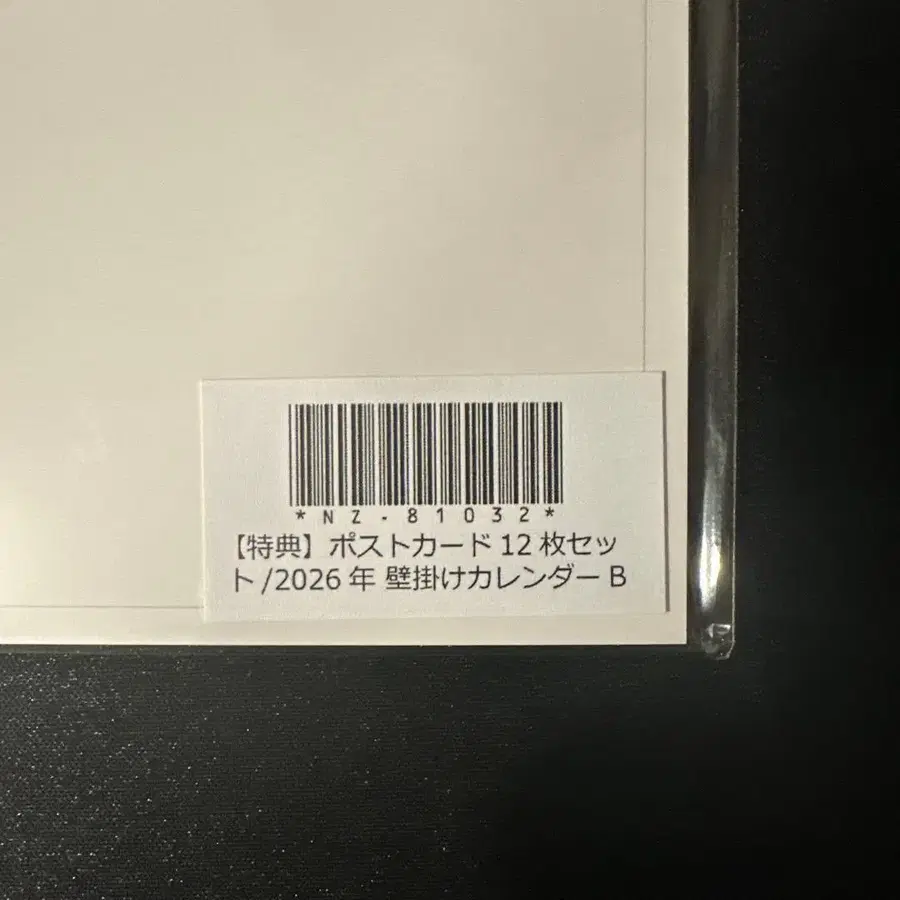 *NZ-81032*
【特典】ポストカード 12 枚セッ
ト/2026 年 壁掛けカレンダー B